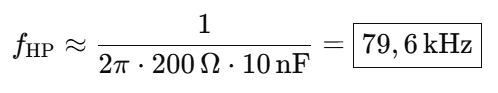 f_HP ≈ 1 / (2π · 200 Ω · 10 nF) = 79,6 kHz